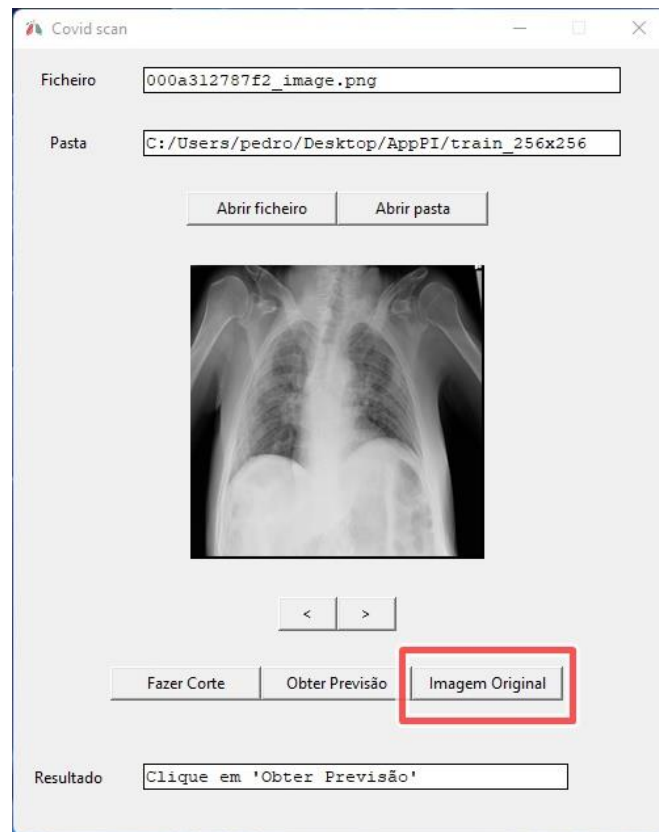 Covid scan
Ficheiro 000a312787f2_image.png
Pasta C:/Users/pedro/Desktop/AppPI/train_256x256
Abrir ficheiro Abrir pasta
< >
Fazer Corte Obter Previsão Imagem Original
Resultado Clique em 'Obter Previsão'